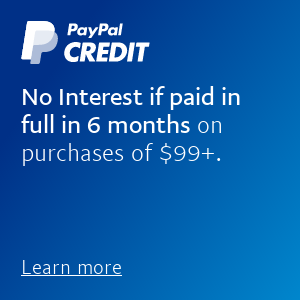 PayPal
CREDIT
No Interest if paid in
full in 6 months on
purchases of $99+.
Learn more